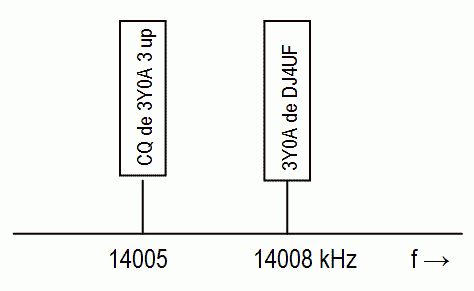 CQ de 3Y0A 3 up
3Y0A de DJ4UF
14005
14008 kHz
f →